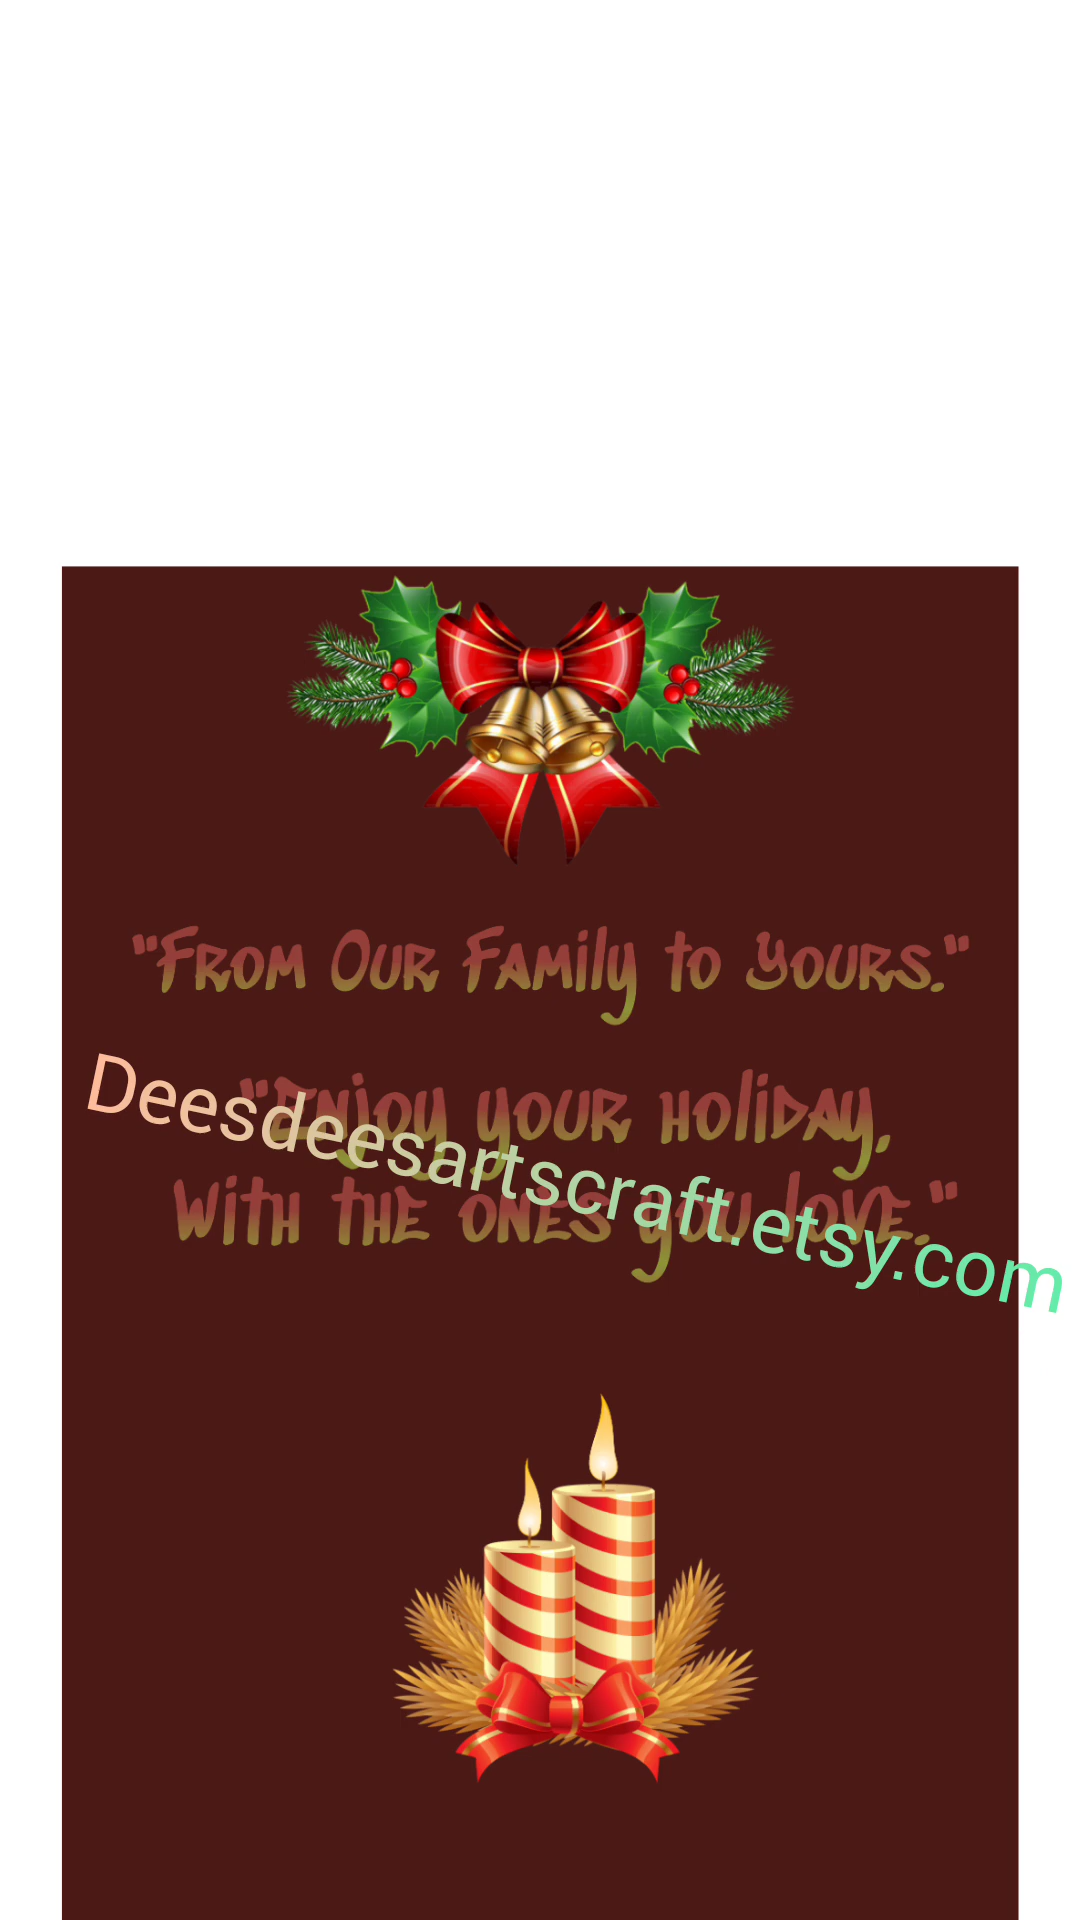 "From Our Family to Yours."
"Enjoy your holiday,
with the ones you love."
Deesdeesartscraft.etsy.com